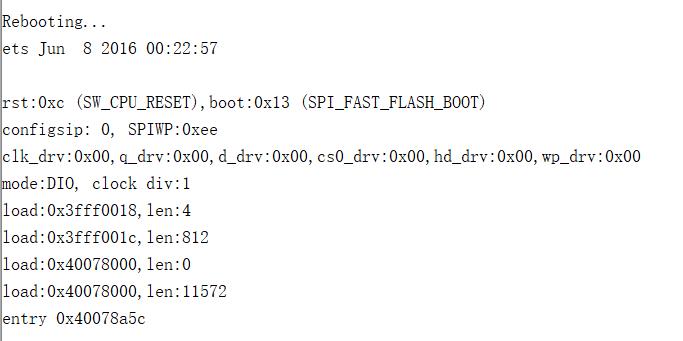 Rebooting...
ets Jun  8 2016 00:22:57
rst:0xc (SW_CPU_RESET),boot:0x13 (SPI_FAST_FLASH_BOOT)
configsip: 0, SPIWP:0xee
clk_drv:0x00,q_drv:0x00,d_drv:0x00,cs0_drv:0x00,hd_drv:0x00,wp_drv:0x00
mode:DIO, clock div:1
load:0x3fff0018,len:4
load:0x3fff001c,len:812
load:0x40078000,len:0
load:0x40078000,len:11572
entry 0x40078a5c